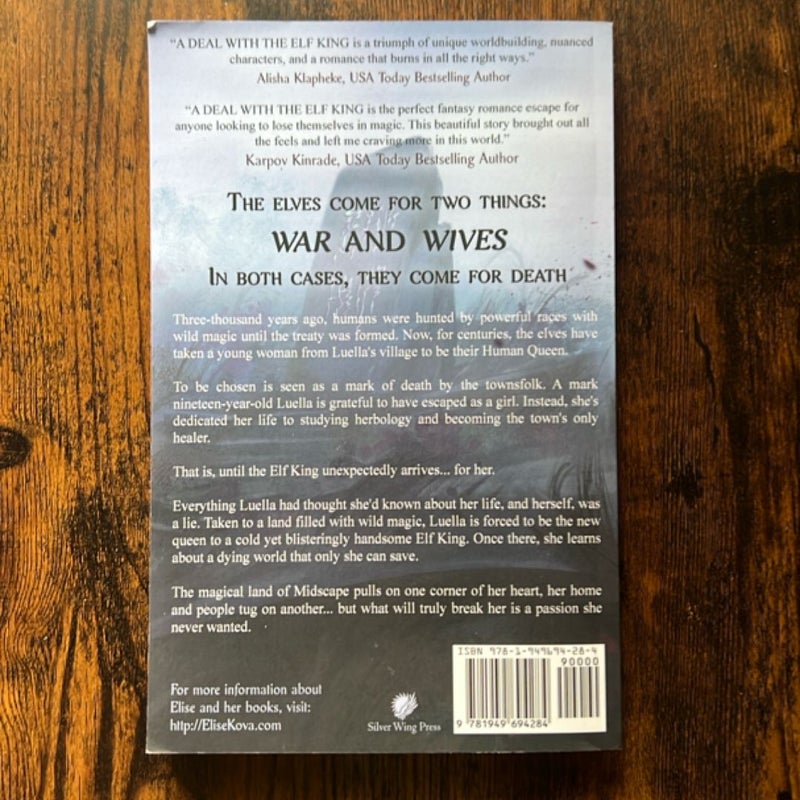 "A DEAL WITH THE ELF KING is a triumph of unique worldbuilding, nuanced
characters, and a romance that burns in all the right ways."
Alisha Klapheke, USA Today Bestselling Author
"A DEAL WITH THE ELF KING is the perfect fantasy romance escape for
anyone looking to lose themselves in magic. This beautiful story brought out all
the feels and left me craving more in this world."
Karpov Kinrade, USA Today Bestselling Author
THE ELVES COME FOR TWO THINGS:
WAR AND WIVES
IN BOTH CASES, THEY COME FOR DEATH
Three-thousand years ago, humans were hunted by powerful races with
wild magic until the treaty was formed. Now, for centuries, the elves have
taken a young woman from Luella's village to be their Human Queen.
To be chosen is seen as a mark of death by the townsfolk. A mark
nineteen-year-old Luella is grateful to have escaped as a girl. Instead, she's
dedicated her life to studying herbology and becoming the town's only
healer.
That is, until the Elf King unexpectedly arrives... for her.
Everything Luella had thought she'd known about her life, and herself, was
a lie. Taken to a land filled with wild magic, Luella is forced to be the new
queen to a cold yet blisteringly handsome Elf King. Once there, she learns
about a dying world that only she can save.
The magical land of Midscape pulls on one corner of her heart, her home
and people tug on another... but what will truly break her is a passion she
never wanted.
For more information about
Elise and her books, visit:
http://EliseKova.com
Silver Wing Press
ISBN 978-1-949694-28-4
90000
9 781949 694284